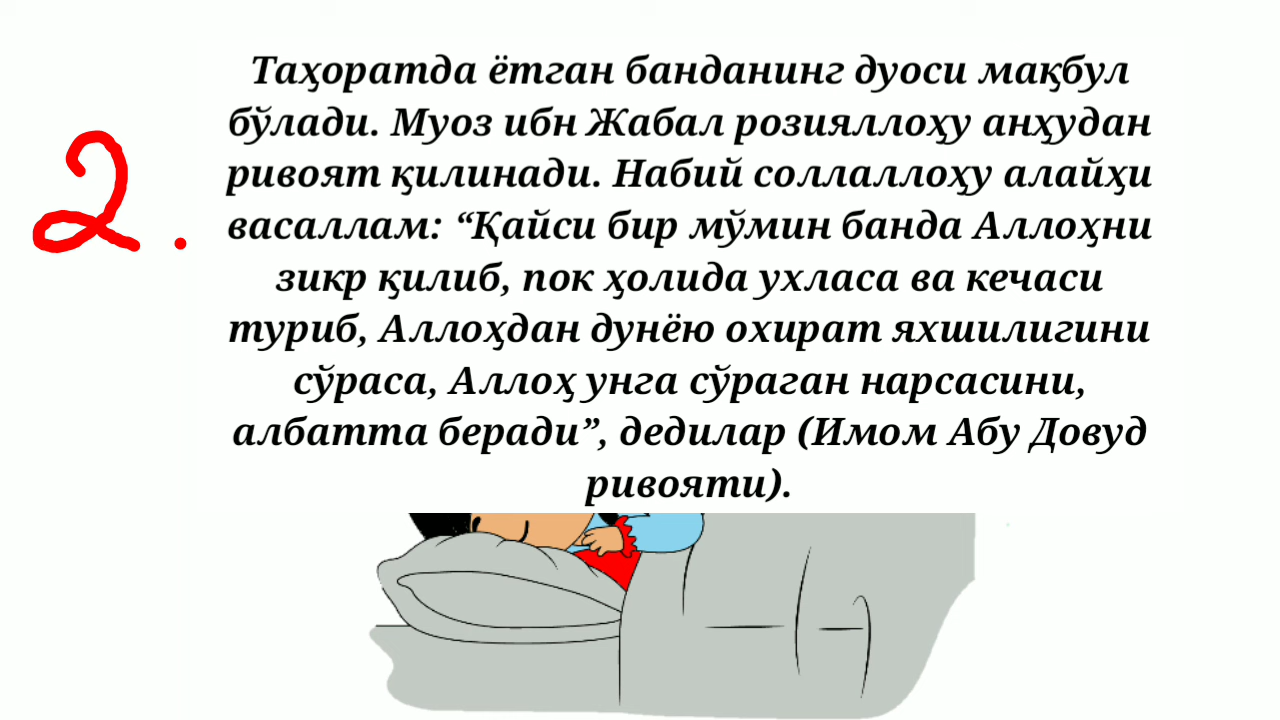 Таҳоратда ётган банданинг дуоси мақбул
бўлади. Муоз ибн Жабал розияллоҳу анҳудан
ривоят қилинади. Набий соллаллоҳу алайҳи
васаллам: “Қайси бир мўмин банда Аллоҳни
зикр қилиб, пок ҳолида ухласа ва кечаси
туриб, Аллоҳдан дунёю охират яхшилигини
сўраса, Аллоҳ унга сўраган нарсасини,
албатта беради”, дедилар (Имом Абу Довуд
ривояти).
2.